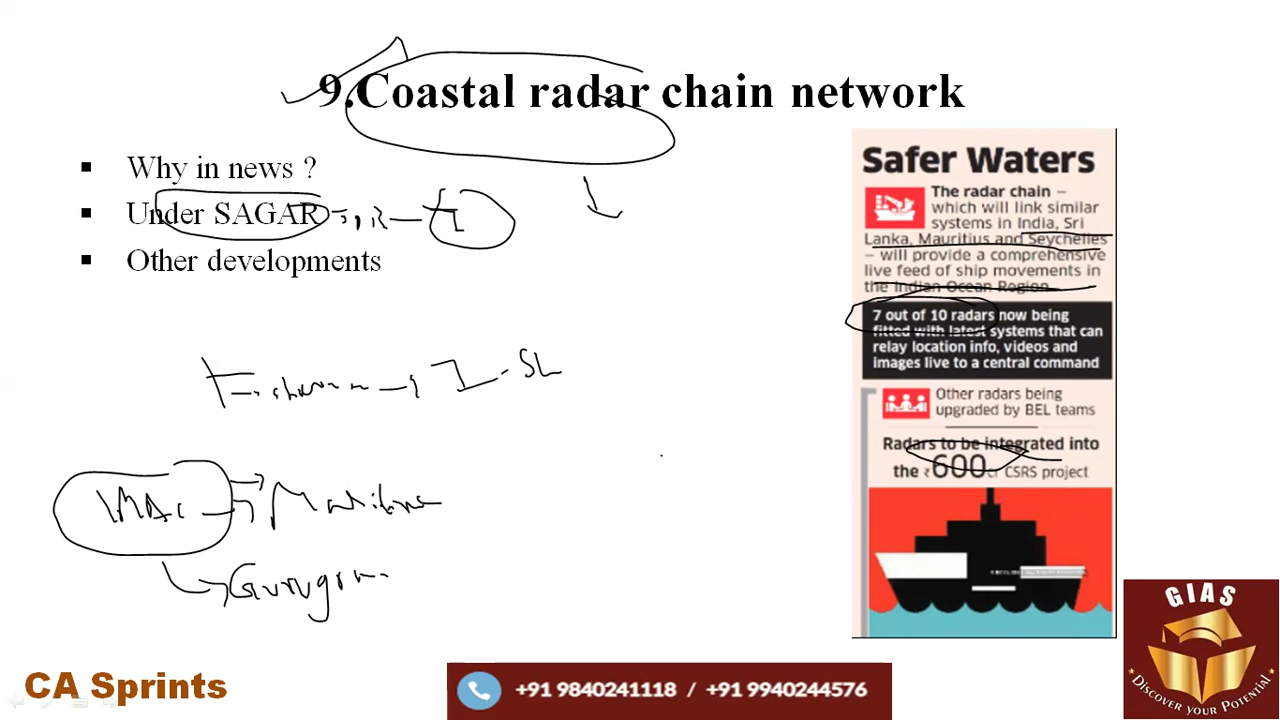 9.Coastal radar chain network
▪ Why in news ?
▪ Under SAGAR
▪ Other developments
I - SL
IMAC → Maritime
→ Gurugram
Safer Waters
The radar chain –
which will link similar
systems in India, Sri
Lanka, Mauritius and Seychelles
– will provide a comprehensive
live feed of ship movements in
the Indian Ocean Region
7 out of 10 radars now being
fitted with latest systems that can
relay location info, videos and
images live to a central command
Other radars being
upgraded by BEL teams
Radars to be integrated into
the ₹600cr CSRS project
CA Sprints
+91 9840241118 / +91 9940244576
GIAS
DISCOVER YOUR POTENTIAL